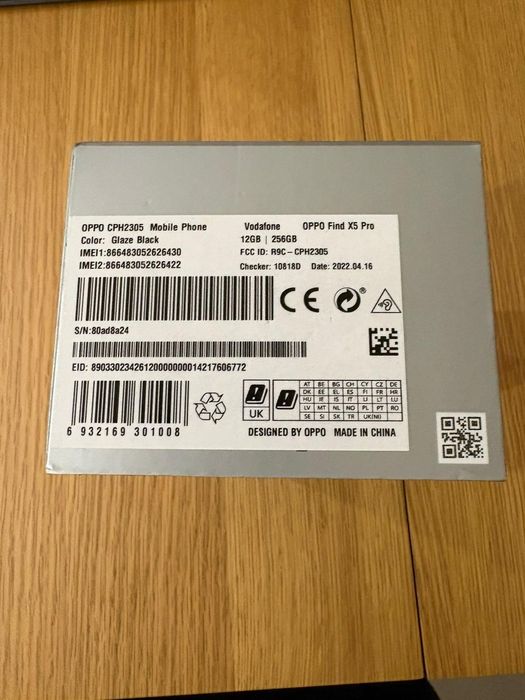 OPPO CPH2305 Mobile Phone Vodafone OPPO Find X5 Pro
Color: Glaze Black 12GB | 256GB
IMEI1:866483052626430 FCC ID: R9C-CPH2305
IMEI2:866483052626422 Checker: 10818D Date: 2022.04.16
CE
S/N:80ad8a24
EID: 89033023426120000000014217606772
AT BE BG CH CY CZ DE
DK EE EL ES FI FR HR
HU IE IS IT LI LT LU
LV MT NL NO PL PT RO
SE SI SK TR UK(NI)
UK
6 932169 301008 DESIGNED BY OPPO MADE IN CHINA